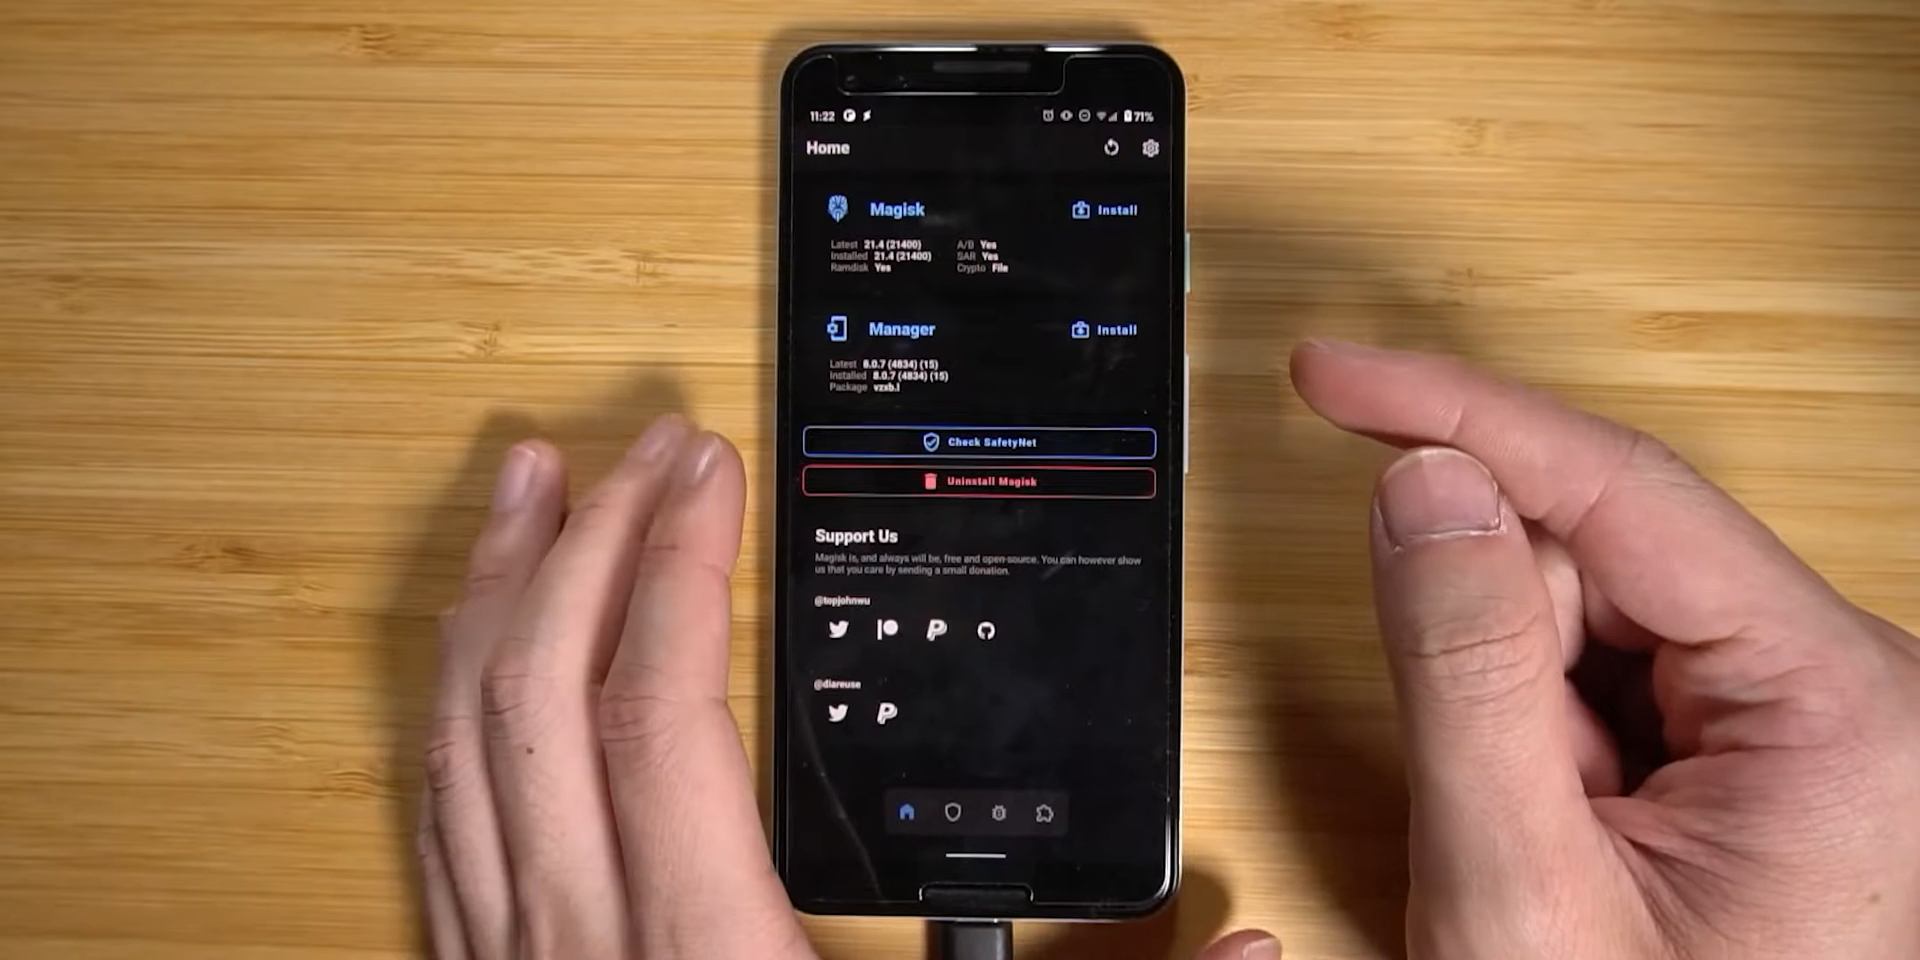 11:22 71%
Home
Magisk Install
Latest 21.4 (21400) A/B Yes
Installed 21.4 (21400) SAR Yes
Ramdisk Yes Crypto File
Manager Install
Latest 8.0.7 (4834) (15)
Installed 8.0.7 (4834) (15)
Package vzxb.l
Check SafetyNet
Uninstall Magisk
Support Us
Magisk is, and always will be, free and open-source. You can however show
us that you care by sending a small donation.
@topjohnwu
@diareuse